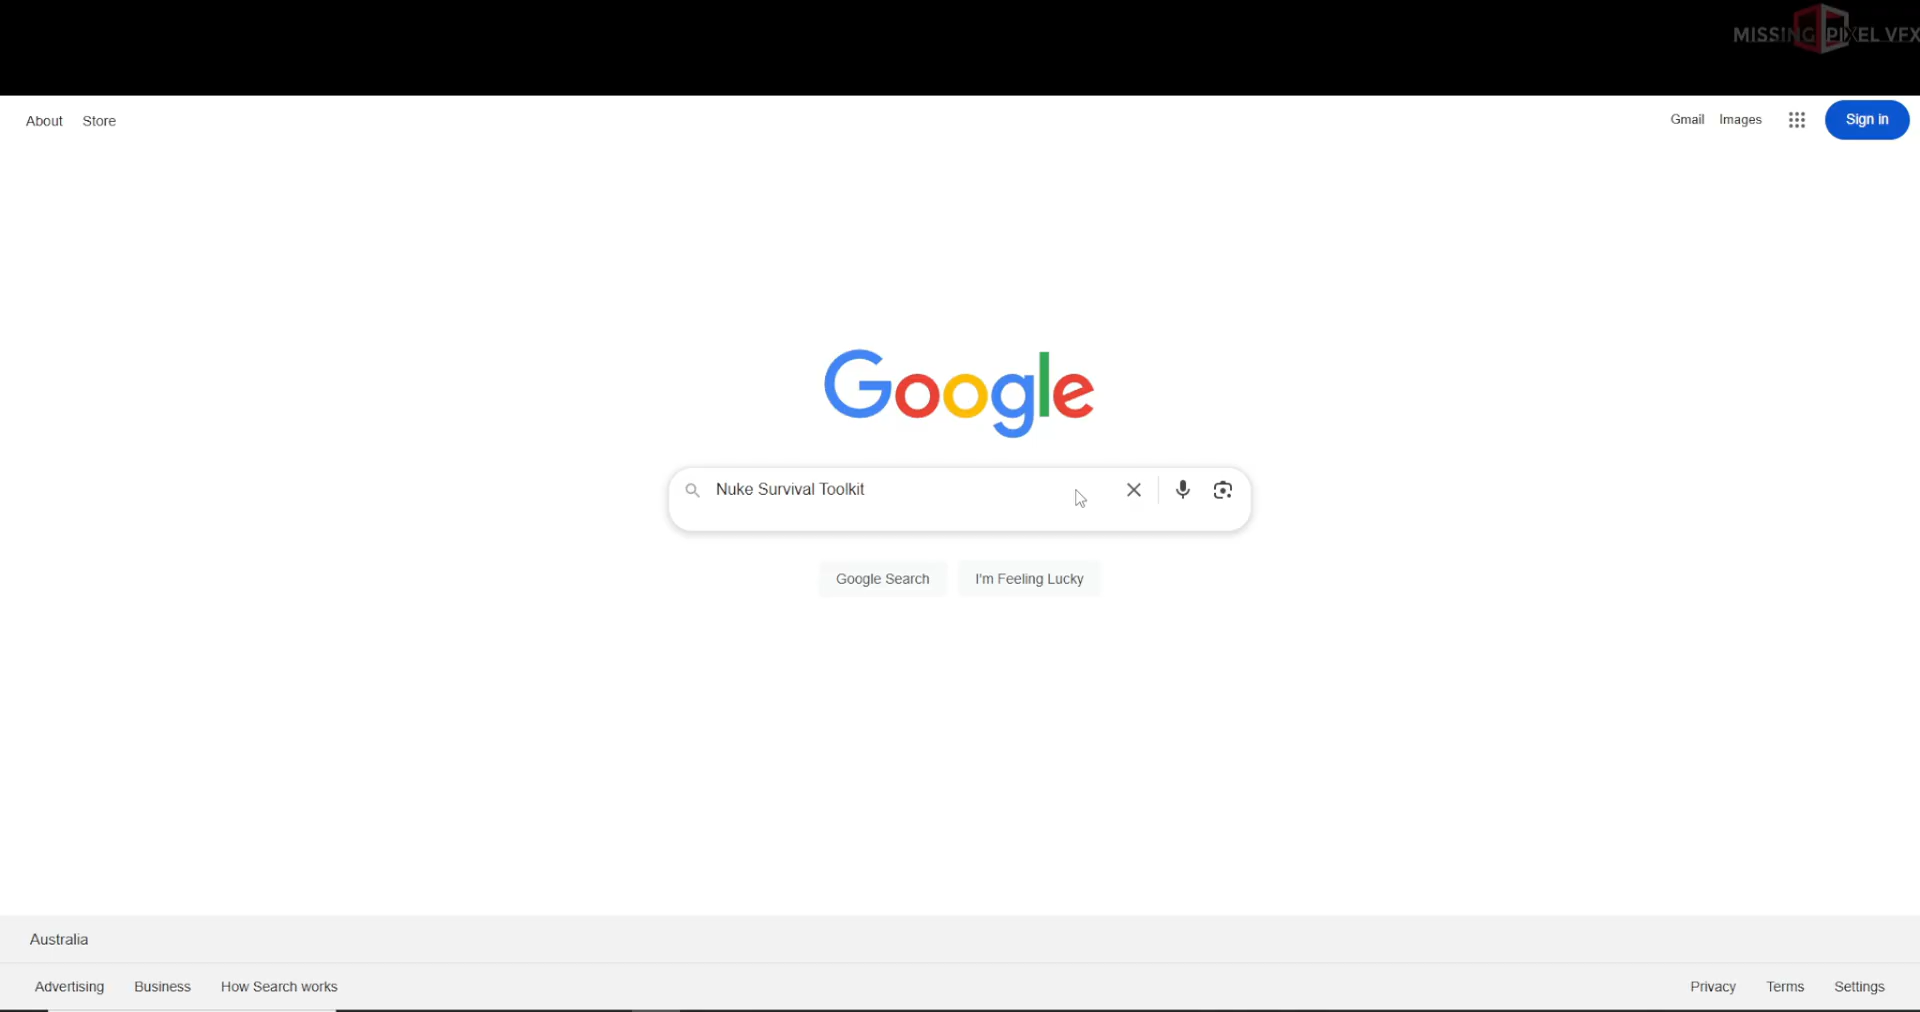 MISSING PIXEL VFX
About Store
Gmail Images Sign in
Google
Nuke Survival Toolkit
Google Search I'm Feeling Lucky
Australia
Advertising Business How Search works
Privacy Terms Settings